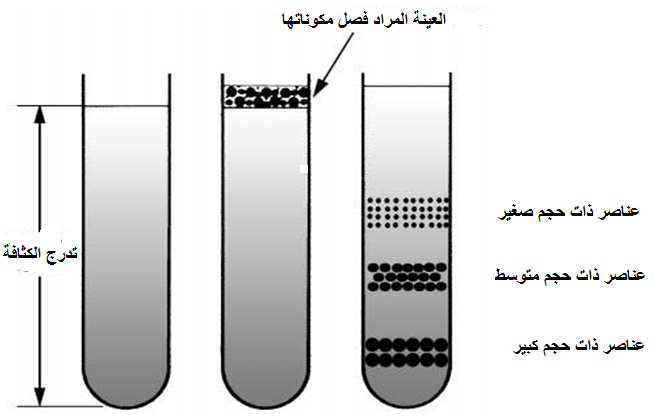 العينة المراد فصل مكوناتها
تدرج الكثافة
عناصر ذات حجم صغير
عناصر ذات حجم متوسط
عناصر ذات حجم كبير